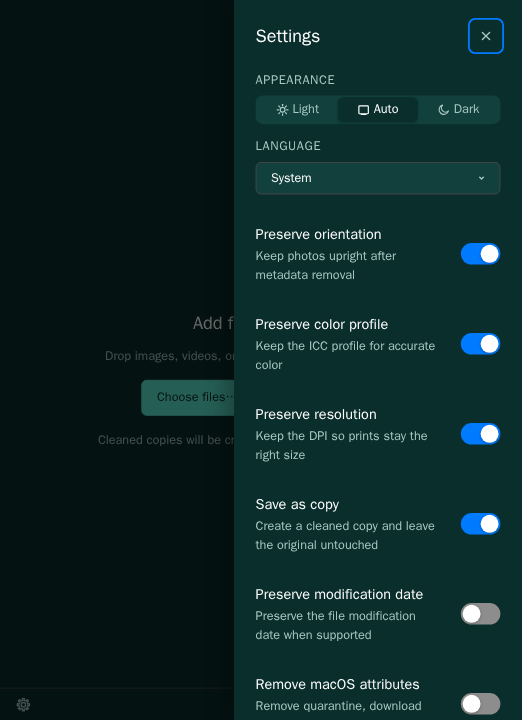 Settings
APPEARANCE
Light
Auto
Dark
LANGUAGE
System
Preserve orientation
Keep photos upright after
metadata removal
Preserve color profile
Keep the ICC profile for accurate
color
Preserve resolution
Keep the DPI so prints stay the
right size
Save as copy
Create a cleaned copy and leave
the original untouched
Preserve modification date
Preserve the file modification
date when supported
Remove macOS attributes
Remove quarantine, download
Add
Drop images, videos, or
Choose files…
Cleaned copies will be